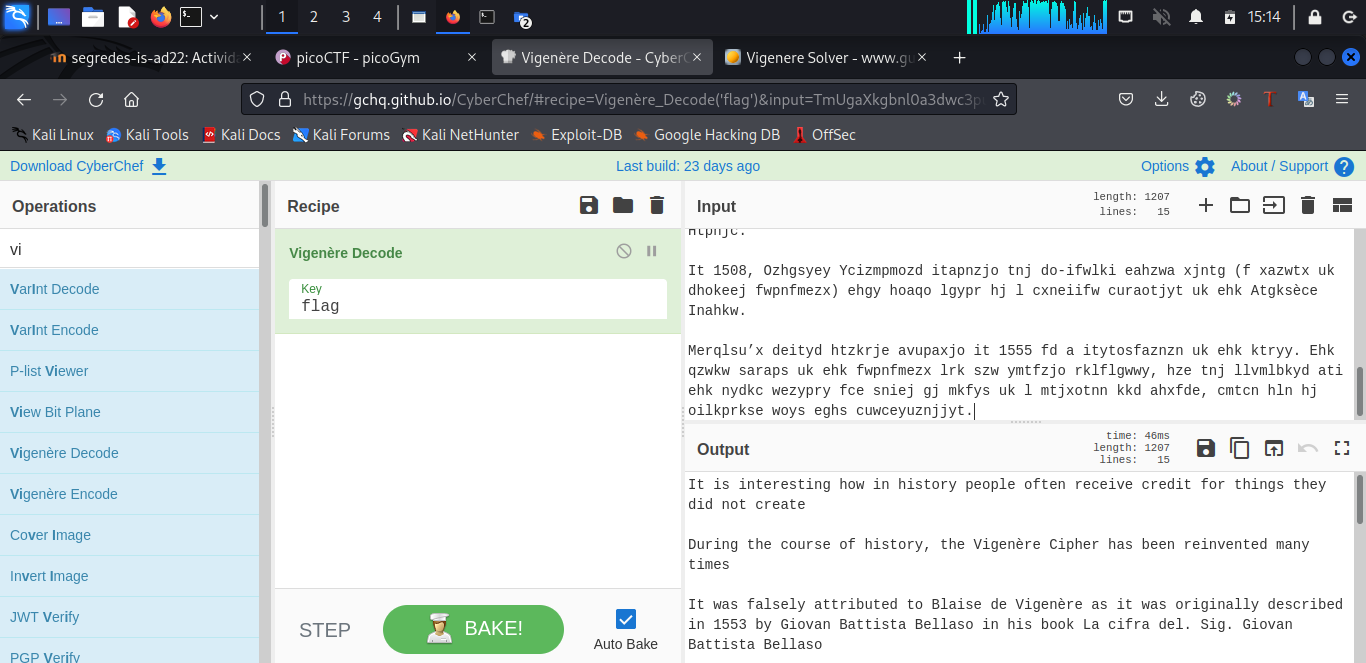 1 2 3 4
2
15:14
segredes-is-ad22: Activid
picoCTF - picoGym
Vigenère Decode - CyberC
Vigenere Solver - www.gu
https://gchq.github.io/CyberChef/#recipe=Vigenère_Decode('flag')&input=TmUgaXkgbnl0a3dwc3p
Kali Linux Kali Tools Kali Docs Kali Forums Kali NetHunter Exploit-DB Google Hacking DB OffSec
Download CyberChef Last build: 23 days ago Options About / Support ?
Operations
vi
VarInt Decode
VarInt Encode
P-list Viewer
View Bit Plane
Vigenère Decode
Vigenère Encode
Cover Image
Invert Image
JWT Verify
PGP Verify
Recipe
Vigenère Decode
Key
flag
STEP
BAKE!
Auto Bake
Input
length: 1207
lines: 15
Htpnjc.
It 1508, Ozhgsyey Ycizmpmozd itapnzjo tnj do-ifwlki eahzwa xjntg (f xazwtx uk
dhokeej fwpnfmezx) ehgy hoaqo lgypr hj l cxneiifw curaotjyt uk ehk Atgksèce
Inahkw.
Merqlsu’x deityd htzkrje avupaxjo it 1555 fd a itytosfaznzn uk ehk ktryy. Ehk
qzwkw saraps uk ehk fwpnfmezx lrk szw ymtfzjo rklflgwwy, hze tnj llvmlbkyd ati
ehk nydkc wezypry fce sniej gj mkfys uk l mtjxotnn kkd ahxfde, cmtcn hln hj
oilkprkse woys eghs cuwceyuznjjyt.
Output
time: 46ms
length: 1207
lines: 15
It is interesting how in history people often receive credit for things they
did not create
During the course of history, the Vigenère Cipher has been reinvented many
times
It was falsely attributed to Blaise de Vigenère as it was originally described
in 1553 by Giovan Battista Bellaso in his book La cifra del. Sig. Giovan
Battista Bellaso